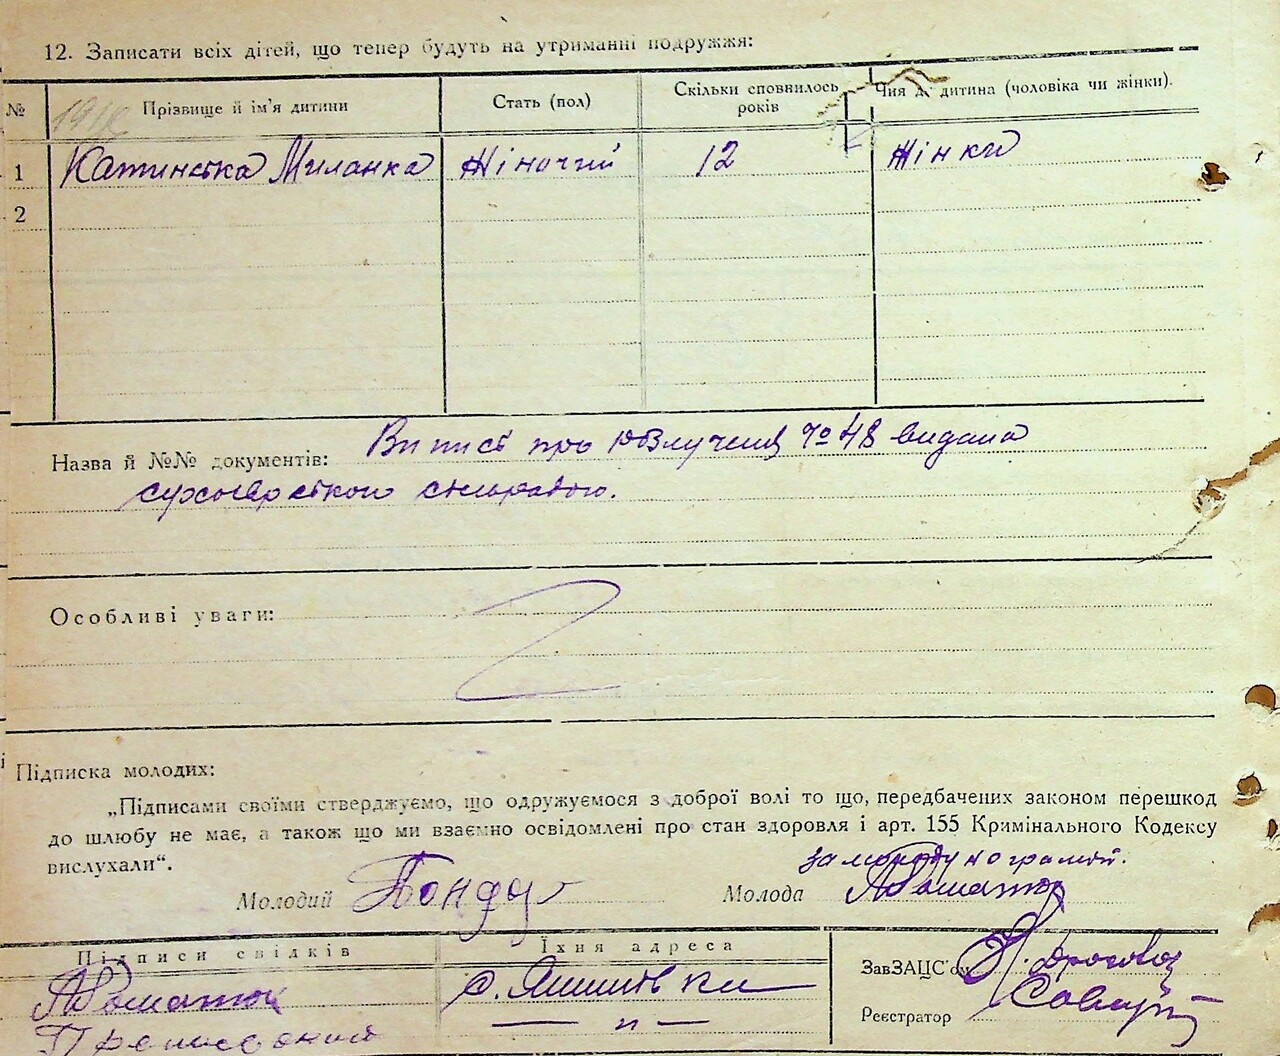 12. Записати всіх дітей, що тепер будуть на утриманні подружжя:
№ Прізвище й ім'я дитини Стать (пол) Скільки сповнилось років Чия д. дитина (чоловіка чи жінки).
1 Катинська Миланка Жіночий 12 Жінки
2
Назва й №№ документів: Випись про розлучення № 48 видана
сільрадою.
Особливі уваги:
Підписка молодих:
„Підписами своїми стверджуємо, що одружуємося з доброї волі то що, передбачених законом перешкод
до шлюбу не має, а також що ми взаємно освідомлені про стан здоровля і арт. 155 Кримінального Кодексу
вислухали“.
за молоду
Молодий Бондар Молода
Підписи свідків Їхня адреса
ЗавЗАЦС'ом
с.
Реєстратор
— „ —